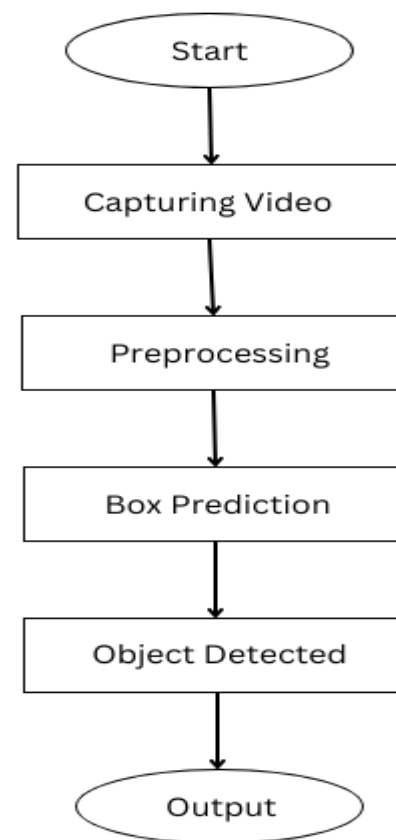 Start
Capturing Video
Preprocessing
Box Prediction
Object Detected
Output